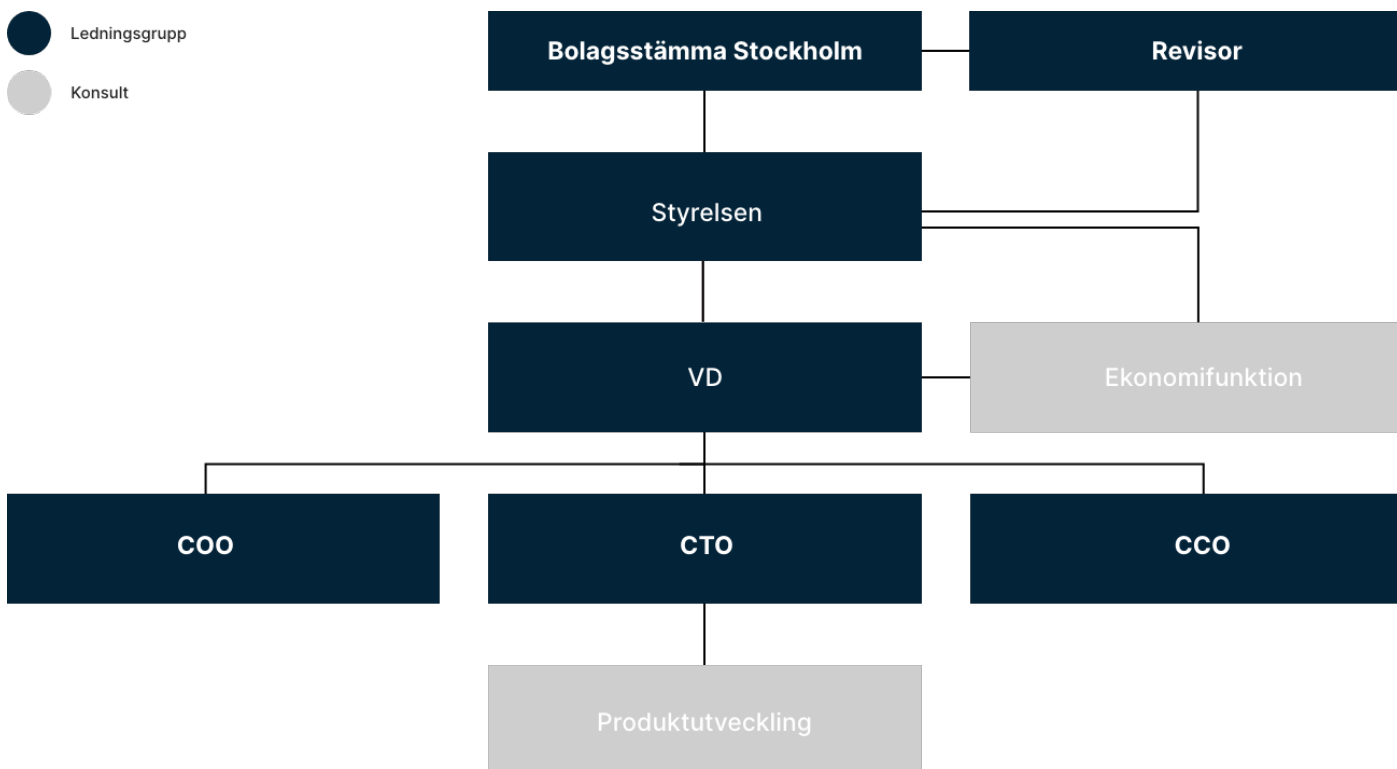 Ledningsgrupp
Konsult
Bolagsstämma Stockholm
Revisor
Styrelsen
VD
Ekonomifunktion
COO
CTO
CCO
Produktutveckling